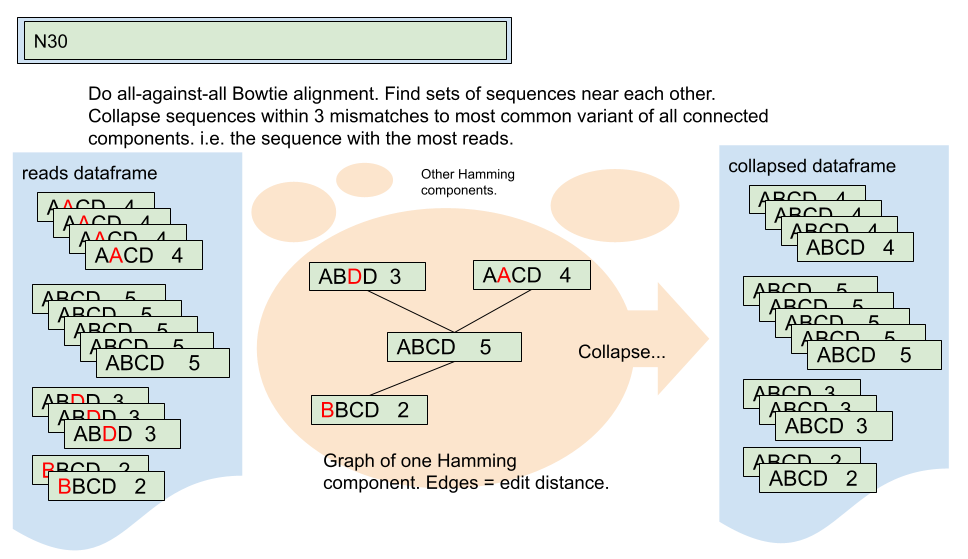 N30
Do all-against-all Bowtie alignment. Find sets of sequences near each other.
Collapse sequences within 3 mismatches to most common variant of all connected
components. i.e. the sequence with the most reads.
reads dataframe
AACD 4
AACD 4
AACD 4
AACD 4
ABCD 5
ABCD 5
ABCD 5
ABCD 5
ABCD 5
ABDD 3
ABDD 3
ABDD 3
BBCD 2
BBCD 2
Other Hamming
components.
ABDD 3
AACD 4
ABCD 5
BBCD 2
Collapse...
Graph of one Hamming
component. Edges = edit distance.
collapsed dataframe
ABCD 4
ABCD 4
ABCD 4
ABCD 4
ABCD 5
ABCD 5
ABCD 5
ABCD 5
ABCD 5
ABCD 3
ABCD 3
ABCD 3
ABCD 2
ABCD 2